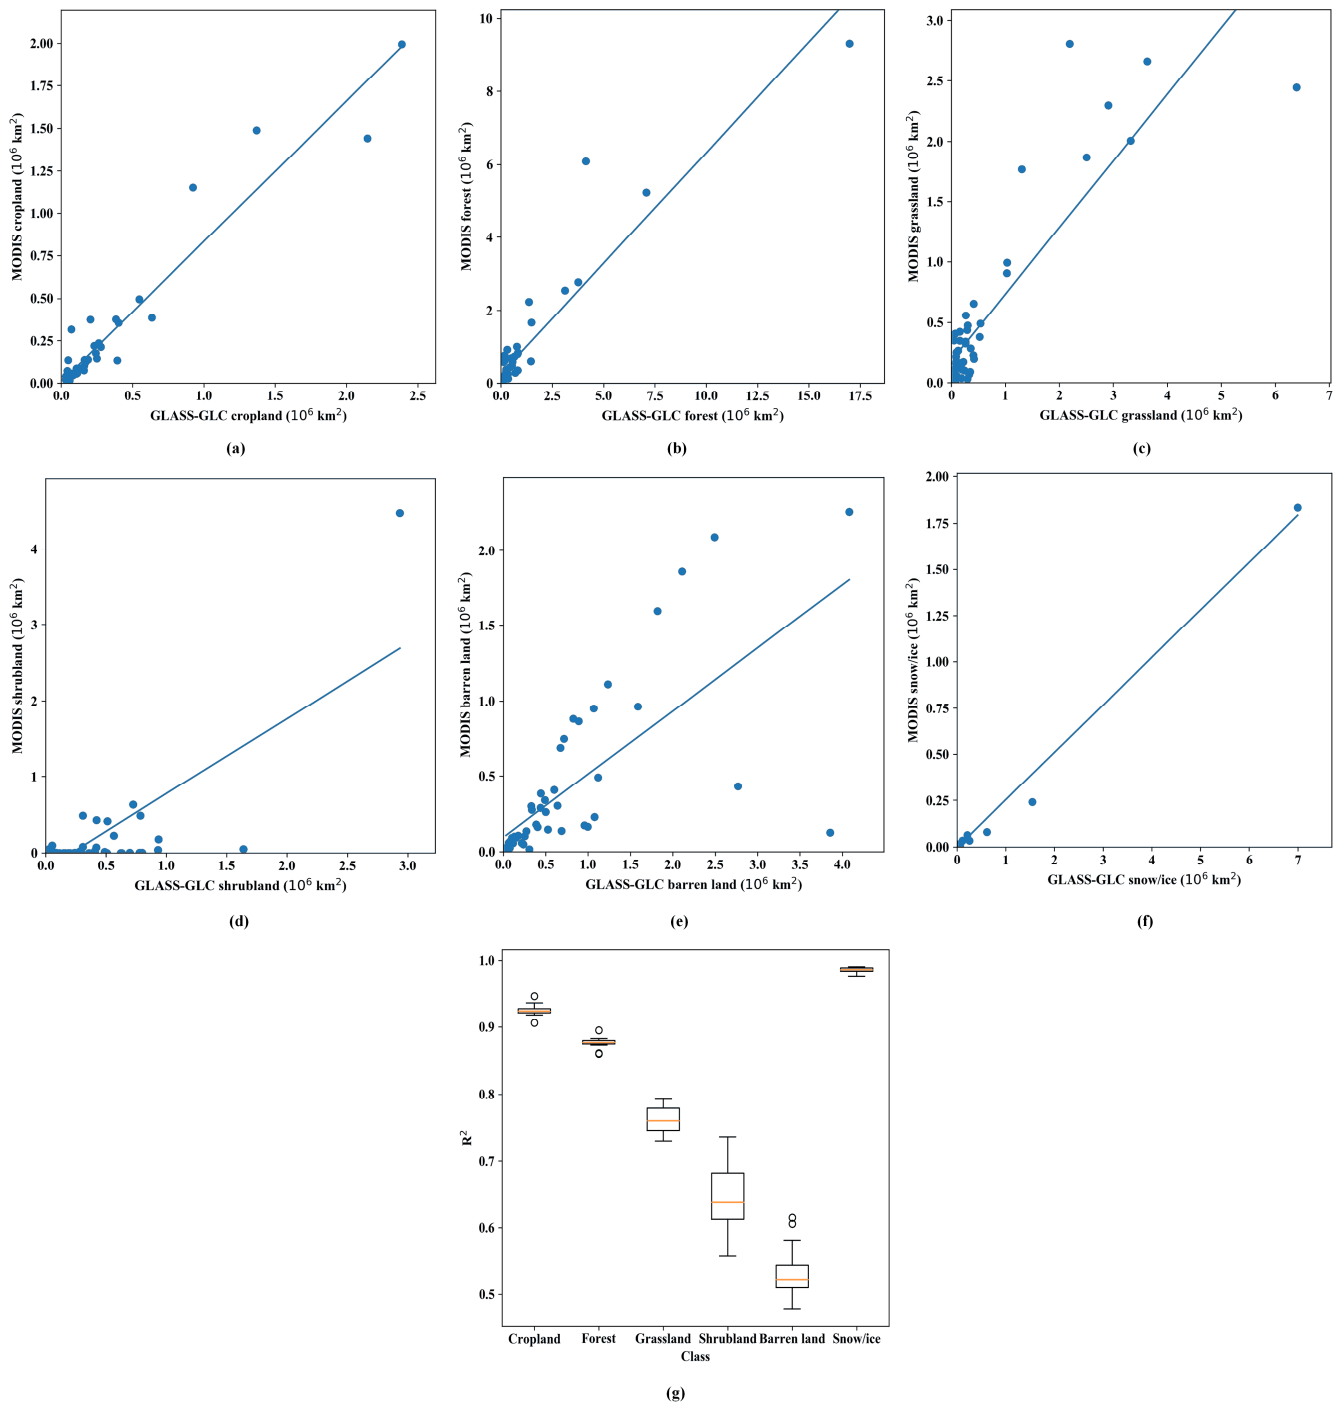 2.00
1.75
1.50
1.25
1.00
0.75
0.50
0.25
0.00
MODIS cropland (10⁶ km²)
0.0 0.5 1.0 1.5 2.0 2.5
GLASS-GLC cropland (10⁶ km²)
(a)
10
8
6
4
2
0
MODIS forest (10⁶ km²)
0 2.5 5.0 7.5 10.0 12.5 15.0 17.5
GLASS-GLC forest (10⁶ km²)
(b)
3.0
2.5
2.0
1.5
1.0
0.5
0.0
MODIS grassland (10⁶ km²)
0 1 2 3 4 5 6 7
GLASS-GLC grassland (10⁶ km²)
(c)
4
3
2
1
0
MODIS shrubland (10⁶ km²)
0.0 0.5 1.0 1.5 2.0 2.5 3.0
GLASS-GLC shrubland (10⁶ km²)
(d)
2.0
1.5
1.0
0.5
0.0
MODIS barren land (10⁶ km²)
0.0 0.5 1.0 1.5 2.0 2.5 3.0 3.5 4.0
GLASS-GLC barren land (10⁶ km²)
(e)
2.00
1.75
1.50
1.25
1.00
0.75
0.50
0.25
0.00
MODIS snow/ice (10⁶ km²)
0 1 2 3 4 5 6 7
GLASS-GLC snow/ice (10⁶ km²)
(f)
1.0
0.9
0.8
0.7
0.6
0.5
R²
Cropland Forest Grassland Shrubland Barren land Snow/ice
Class
(g)